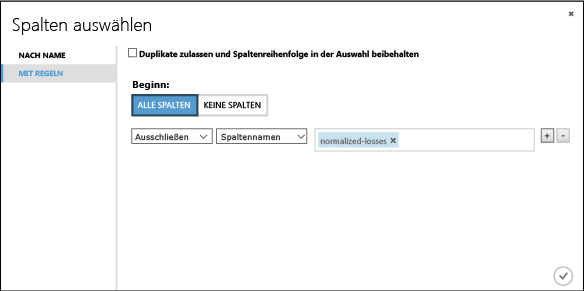 Spalten auswählen
NACH NAME
MIT REGELN
Duplikate zulassen und Spaltenreihenfolge in der Auswahl beibehalten
Beginn:
ALLE SPALTEN KEINE SPALTEN
Ausschließen Spaltennamen normalized-losses × + -